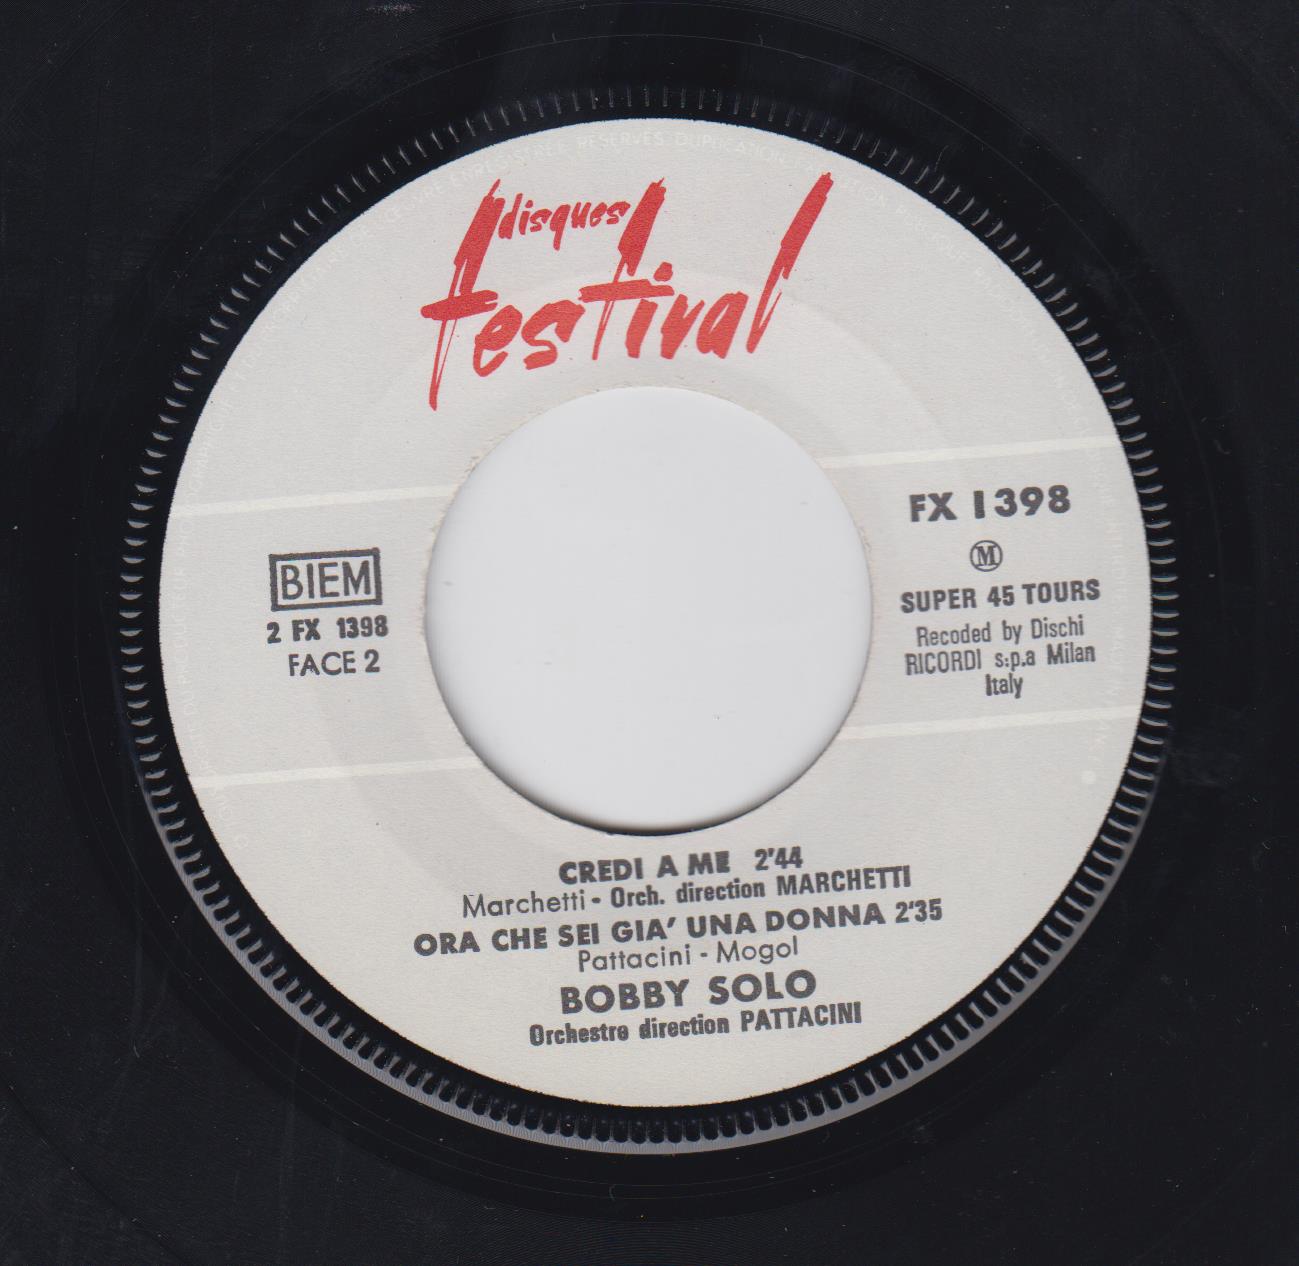 disques
festival
FX 1398
M
SUPER 45 TOURS
Recoded by Dischi
RICORDI s:p.a Milan
Italy
BIEM
2 FX 1398
FACE 2
CREDI A ME 2'44
Marchetti - Orch. direction MARCHETTI
ORA CHE SEI GIA' UNA DONNA 2'35
Pattacini - Mogol
BOBBY SOLO
Orchestre direction PATTACINI